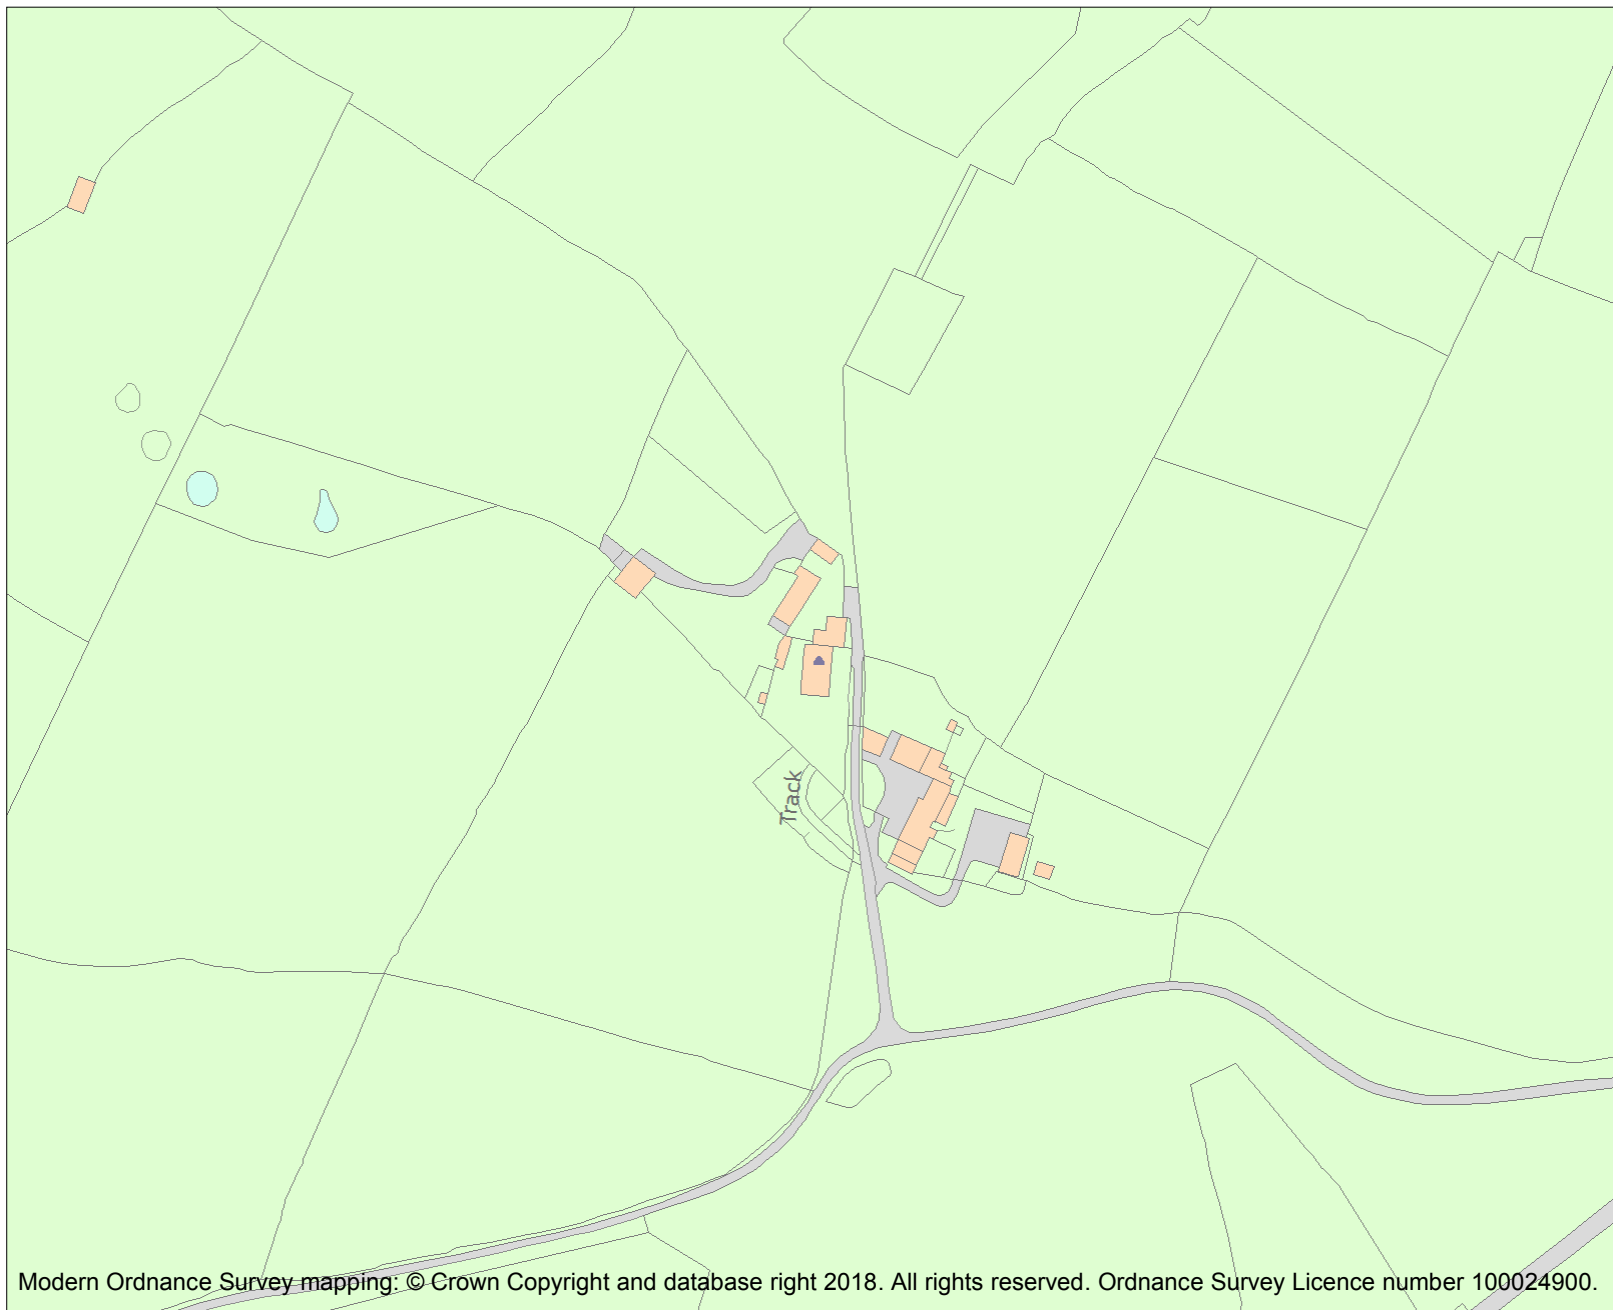 Track
Modern Ordnance Survey mapping: © Crown Copyright and database right 2018. All rights reserved. Ordnance Survey Licence number 100024900.